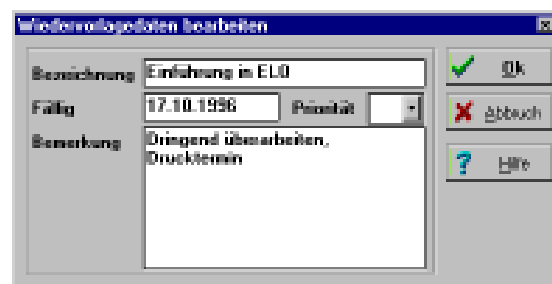 Wiedervorlagedaten bearbeiten
Bezeichnung Einführung in ELO
Fällig 17.10.1996 Priorität
Bemerkung Dringend überarbeiten,
Drucktermin
Ok
Abbruch
Hilfe